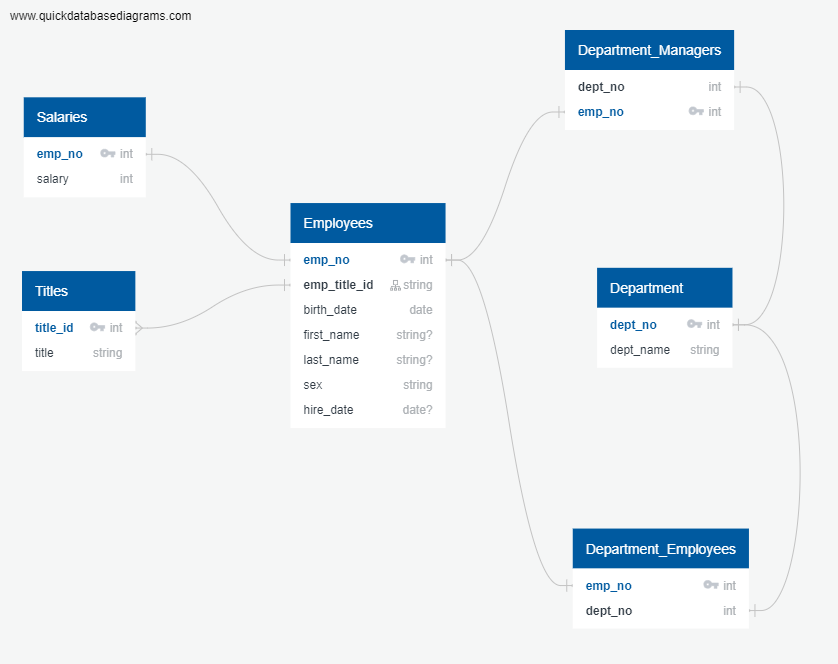 www.quickdatabasediagrams.com
Salaries
emp_no int
salary int
Titles
title_id int
title string
Employees
emp_no int
emp_title_id string
birth_date date
first_name string?
last_name string?
sex string
hire_date date?
Department_Managers
dept_no int
emp_no int
Department
dept_no int
dept_name string
Department_Employees
emp_no int
dept_no int